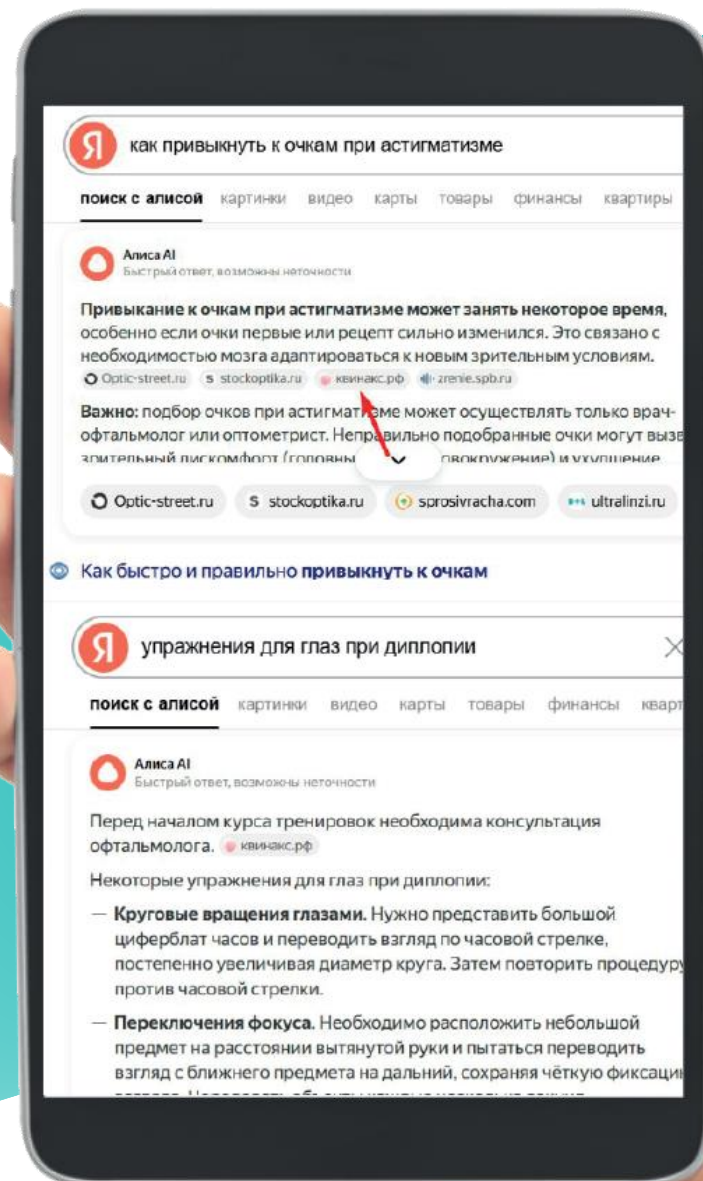 Я как привыкнуть к очкам при астигматизме
поиск с алисой картинки видео карты товары финансы квартиры
Алиса AI
Быстрый ответ, возможны неточности
Привыкание к очкам при астигматизме может занять некоторое время,
особенно если очки первые или рецепт сильно изменился. Это связано с
необходимостью мозга адаптироваться к новым зрительным условиям.
Optic-street.ru S stockoptika.ru квинакс.рф zrenie.spb.ru
Важно: подбор очков при астигматизме может осуществлять только врач-
офтальмолог или оптометрист. Неправильно подобранные очки могут вызв
зрительный дискомфорт (головны овокружение) и ухудшение
Optic-street.ru S stockoptika.ru sprosivracha.com ultralinzi.ru
Как быстро и правильно привыкнуть к очкам
Я упражнения для глаз при диплопии
поиск с алисой картинки видео карты товары финансы кварт
Алиса AI
Быстрый ответ, возможны неточности
Перед началом курса тренировок необходима консультация
офтальмолога. квинакс.рф
Некоторые упражнения для глаз при диплопии:
— Круговые вращения глазами. Нужно представить большой
циферблат часов и переводить взгляд по часовой стрелке,
постепенно увеличивая диаметр круга. Затем повторить процедуру
против часовой стрелки.
— Переключения фокуса. Необходимо расположить небольшой
предмет на расстоянии вытянутой руки и пытаться переводить
взгляд с ближнего предмета на дальний, сохраняя чёткую фиксаци